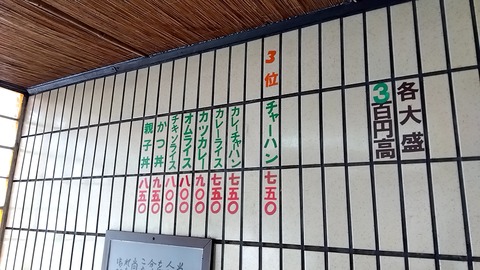 各大盛
3百円高
3位 チャーハン 七五〇
カレーチャーハン 七五〇
カレーライス 七五〇
カツカレー 九〇〇
オムライス 八〇〇
チキンライス 八〇〇
かつ丼 九五〇
親子丼 八五〇